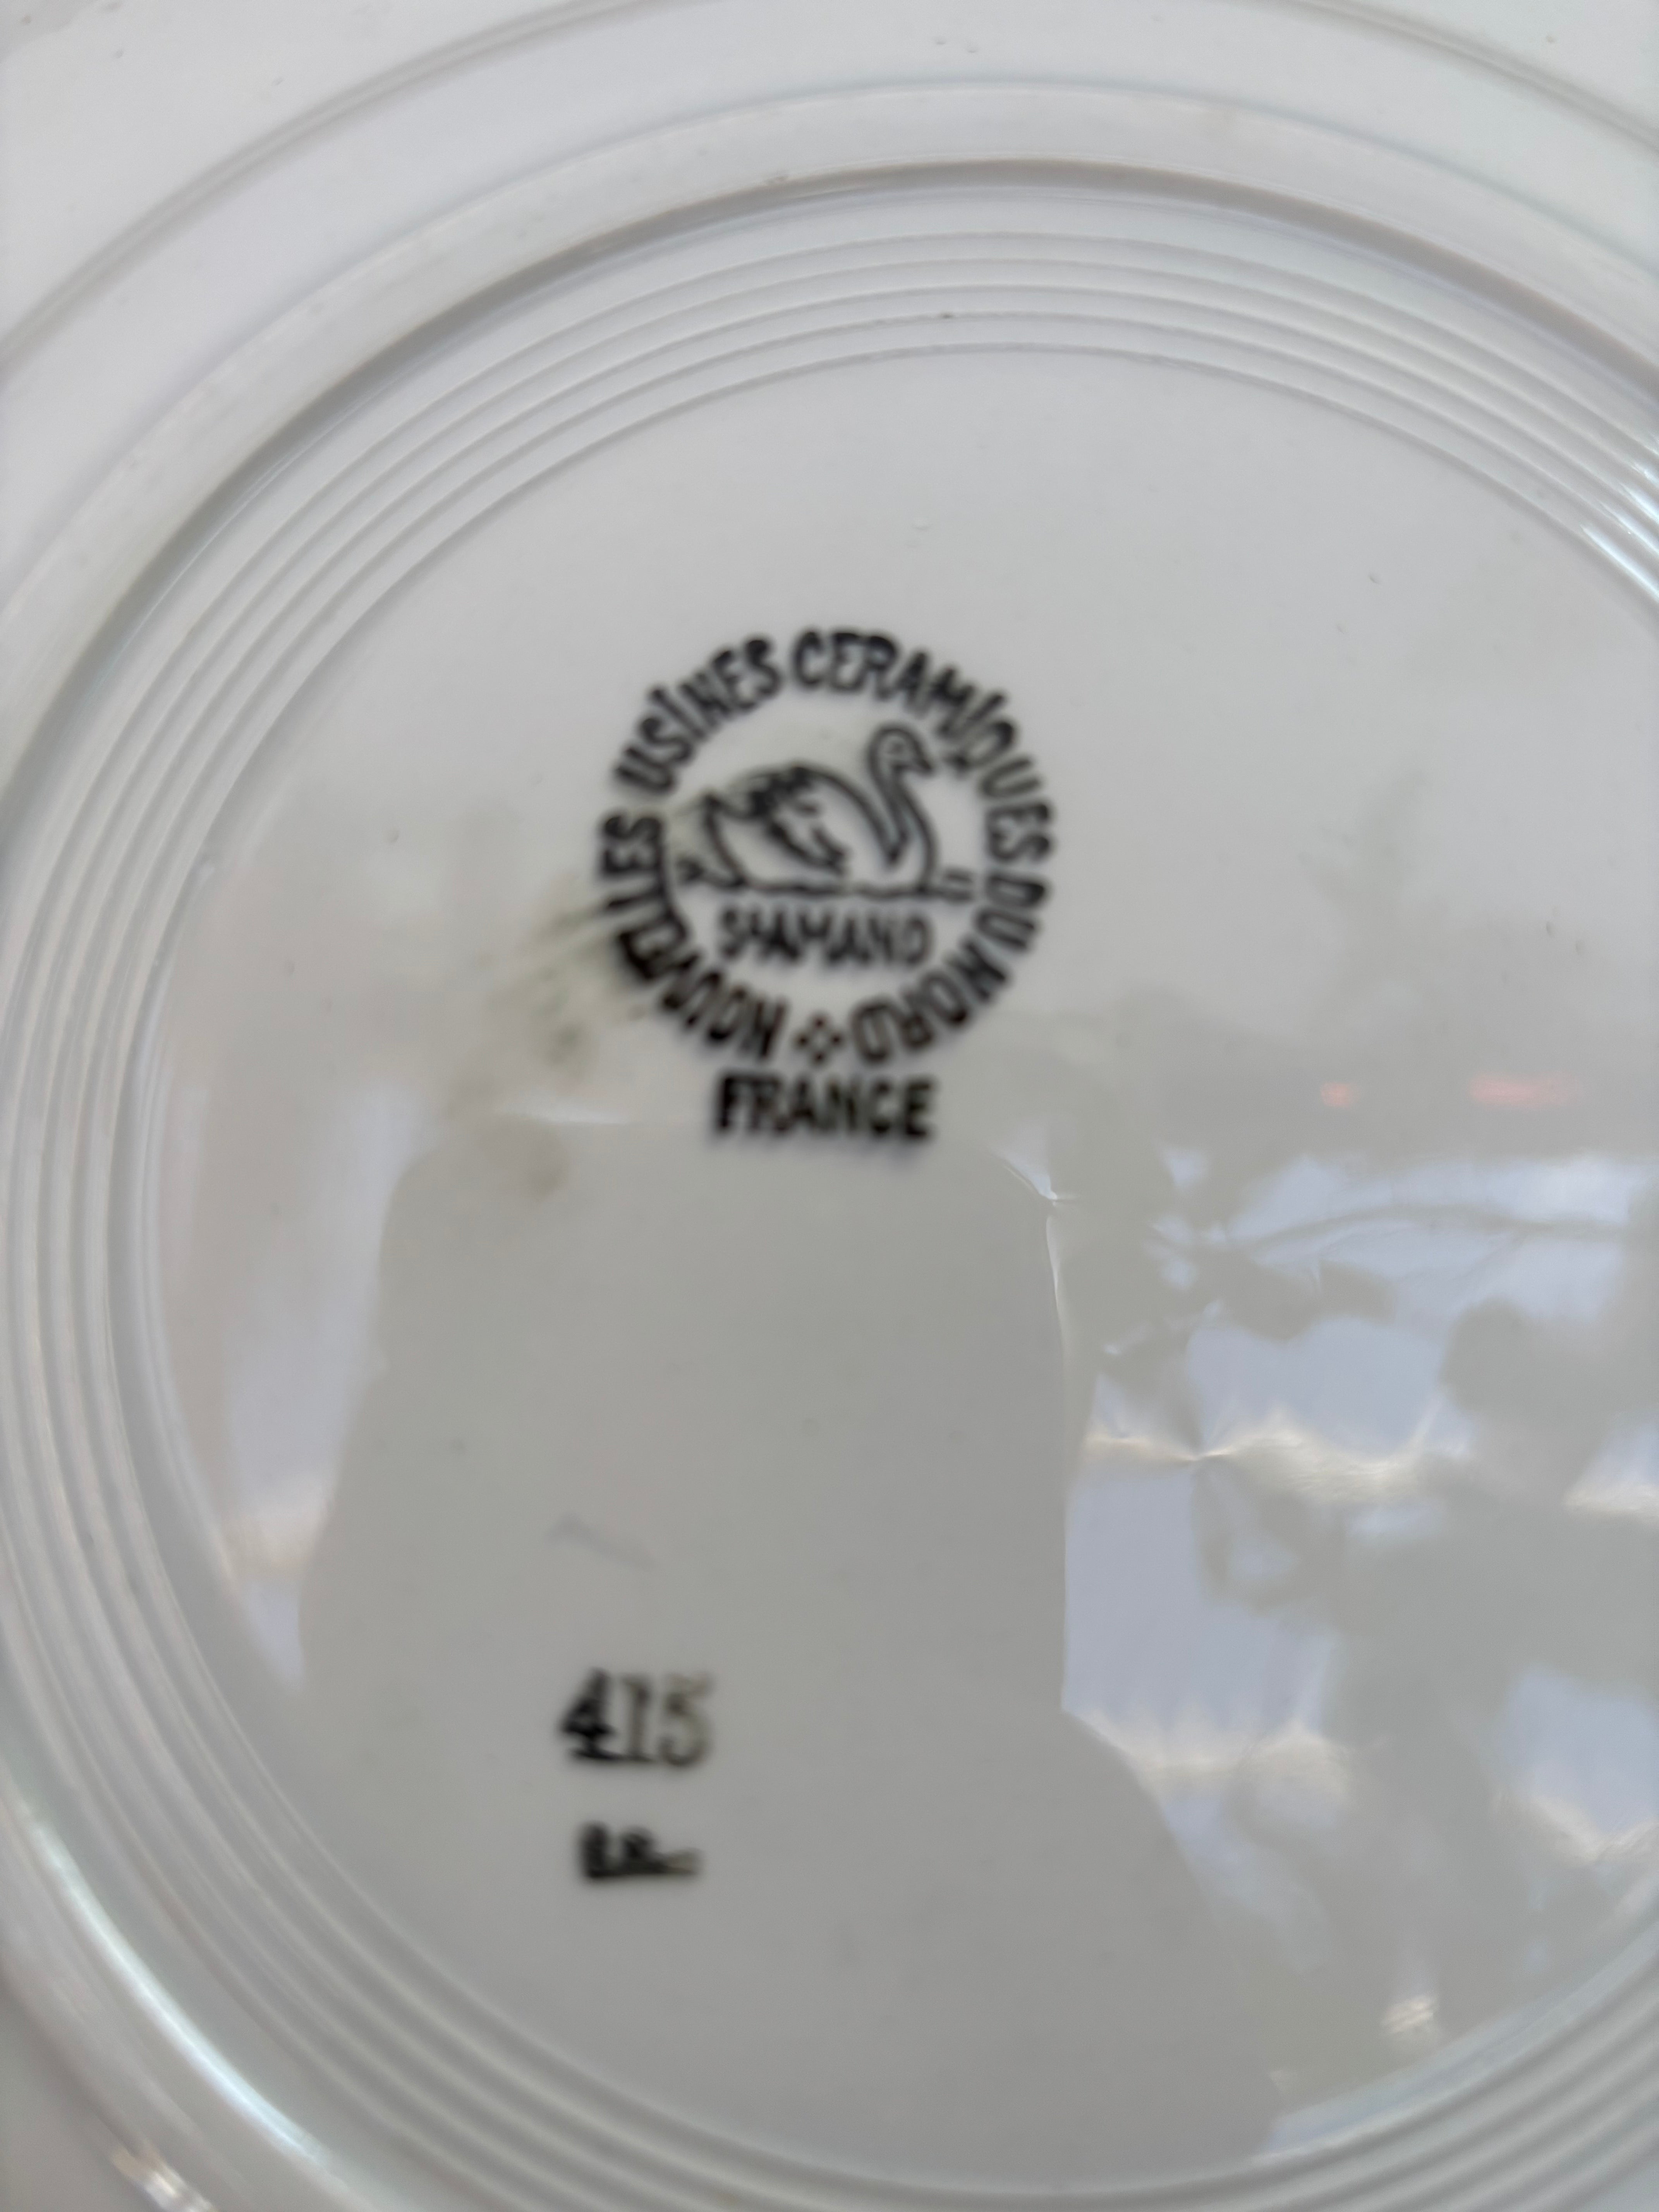 NOUVELLES USINES CERAMIQUES DU NORD
ST AMAND
FRANCE
415